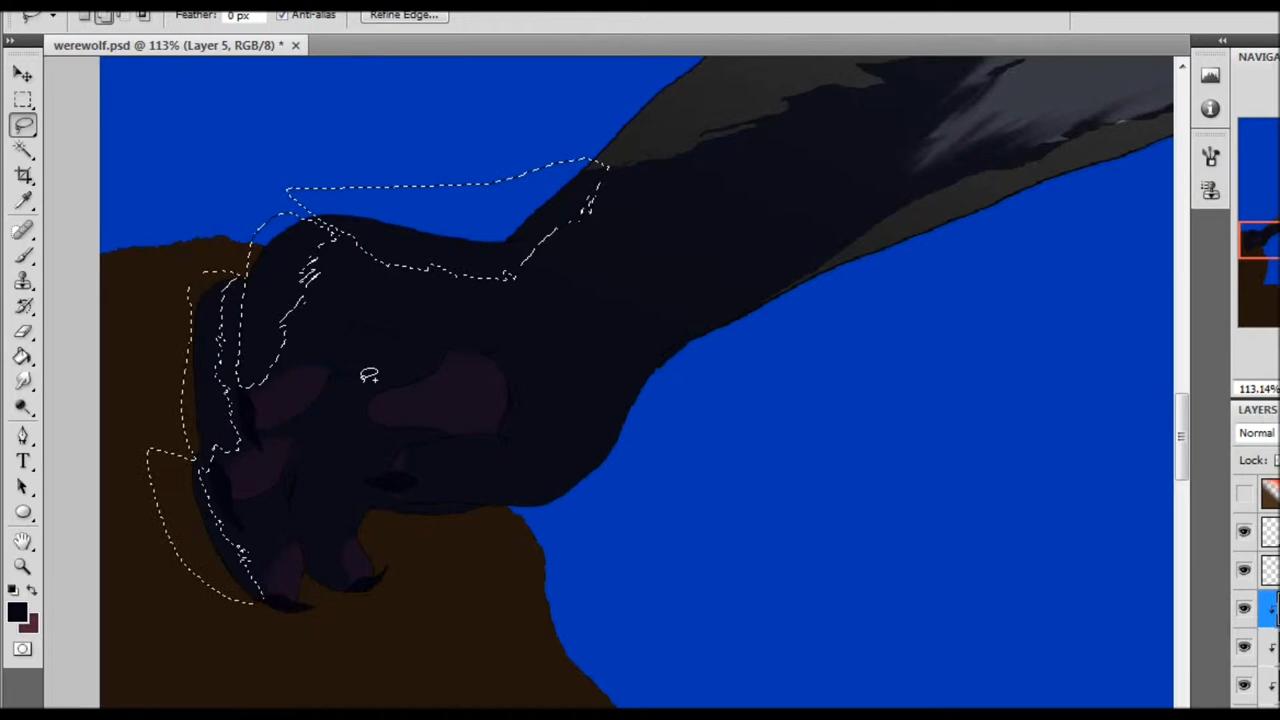 Feather: 0 px Anti-alias Refine Edge...
werewolf.psd @ 113% (Layer 5, RGB/8) * ×
NAVIGA
113.14%
LAYERS
Normal
Lock: